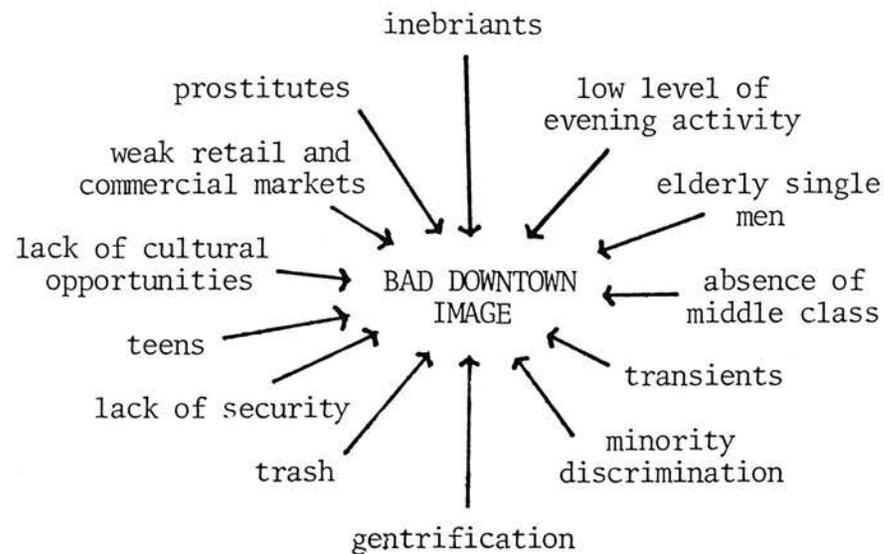 inebriants
prostitutes
low level of
evening activity
weak retail and
commercial markets
elderly single
men
lack of cultural
opportunities
BAD DOWNTOWN
IMAGE
absence of
middle class
teens
transients
lack of security
minority
discrimination
trash
gentrification